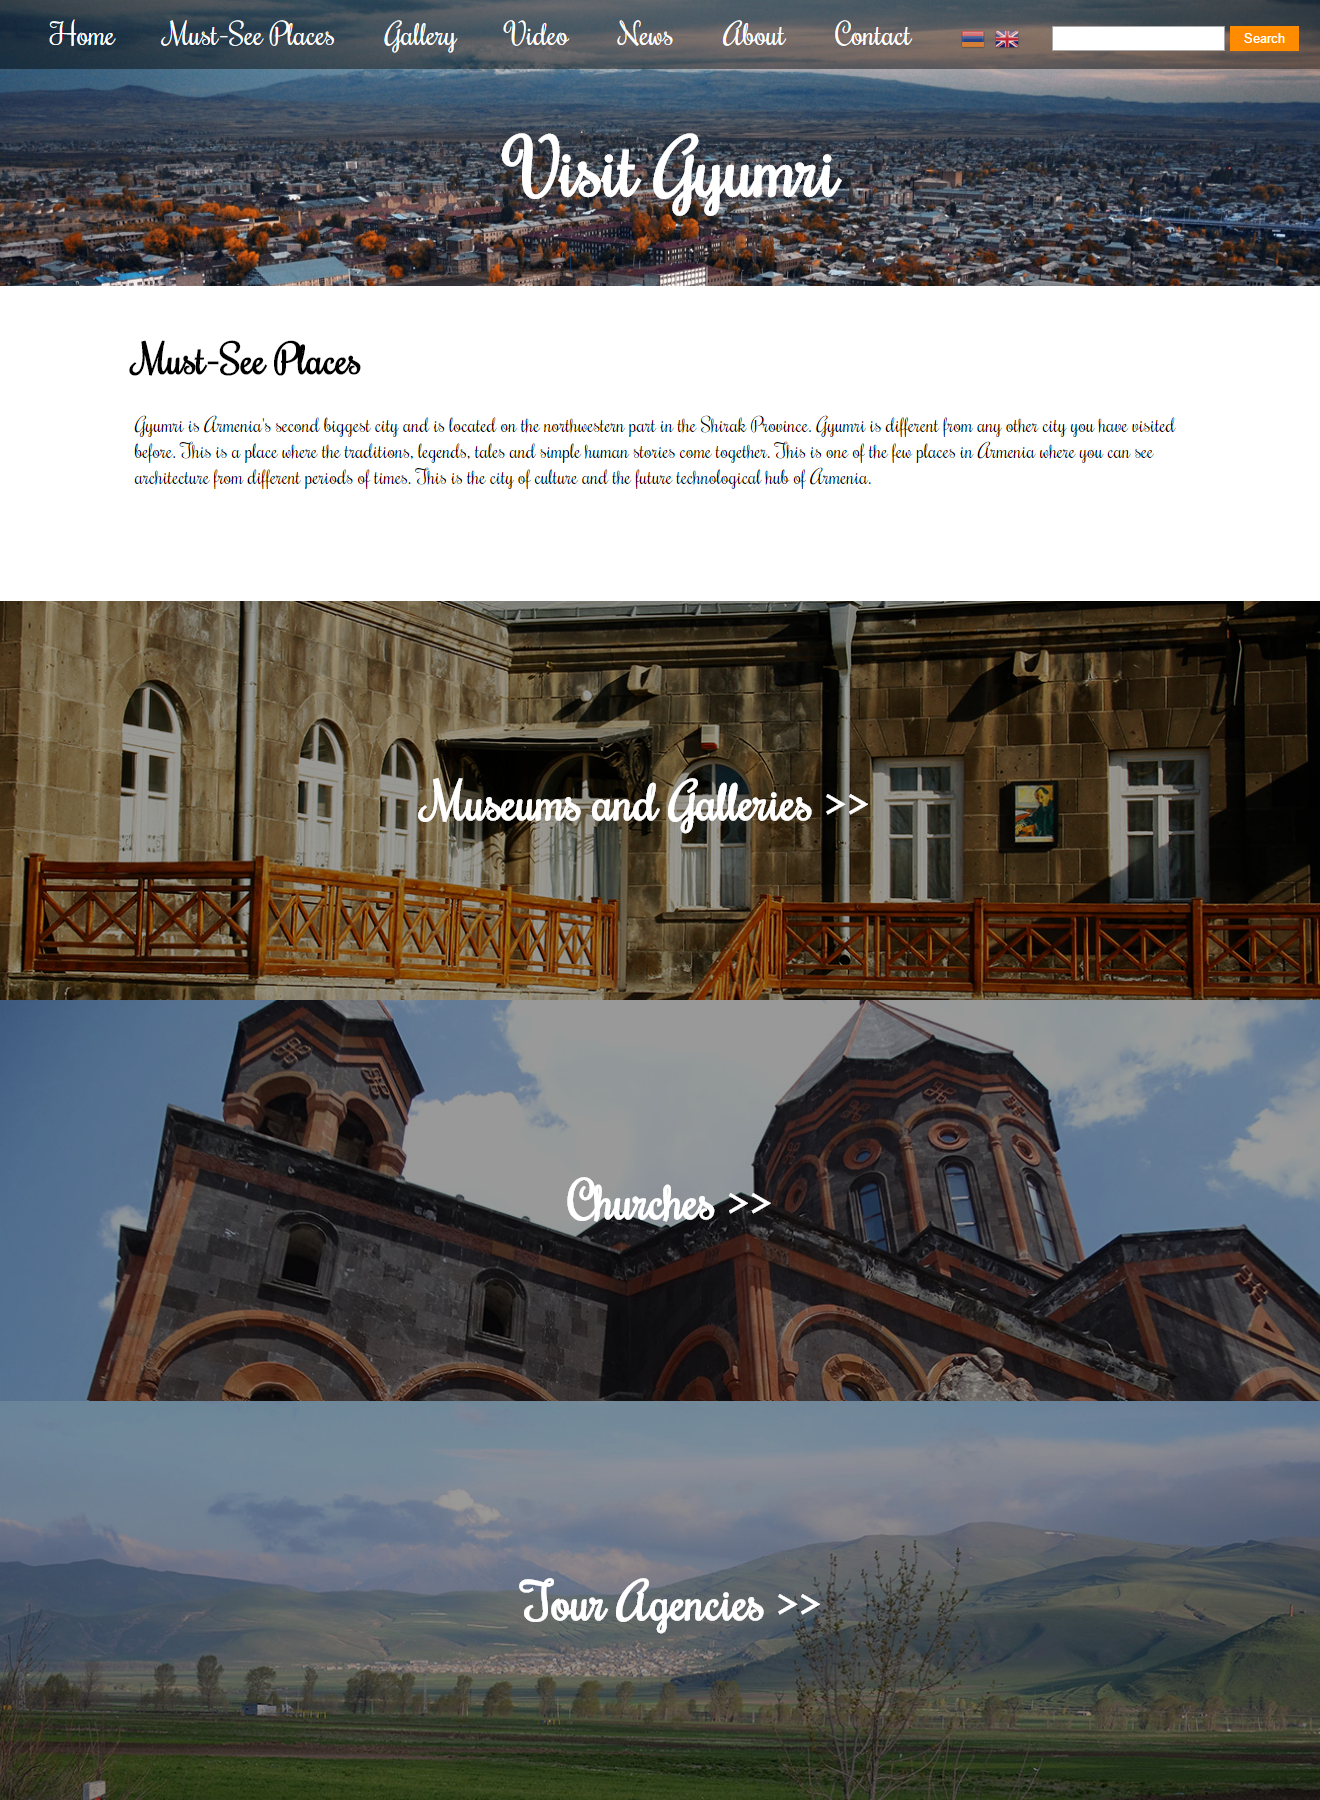 Home Must-See Places Gallery Video News About Contact Search
Visit Gyumri
Must-See Places
Gyumri is Armenia's second biggest city and is located on the northwestern part in the Shirak Province. Gyumri is different from any other city you have visited
before. This is a place where the traditions, legends, tales and simple human stories come together. This is one of the few places in Armenia where you can see
architecture from different periods of times. This is the city of culture and the future technological hub of Armenia.
Museums and Galleries >>
Churches >>
Tour Agencies >>